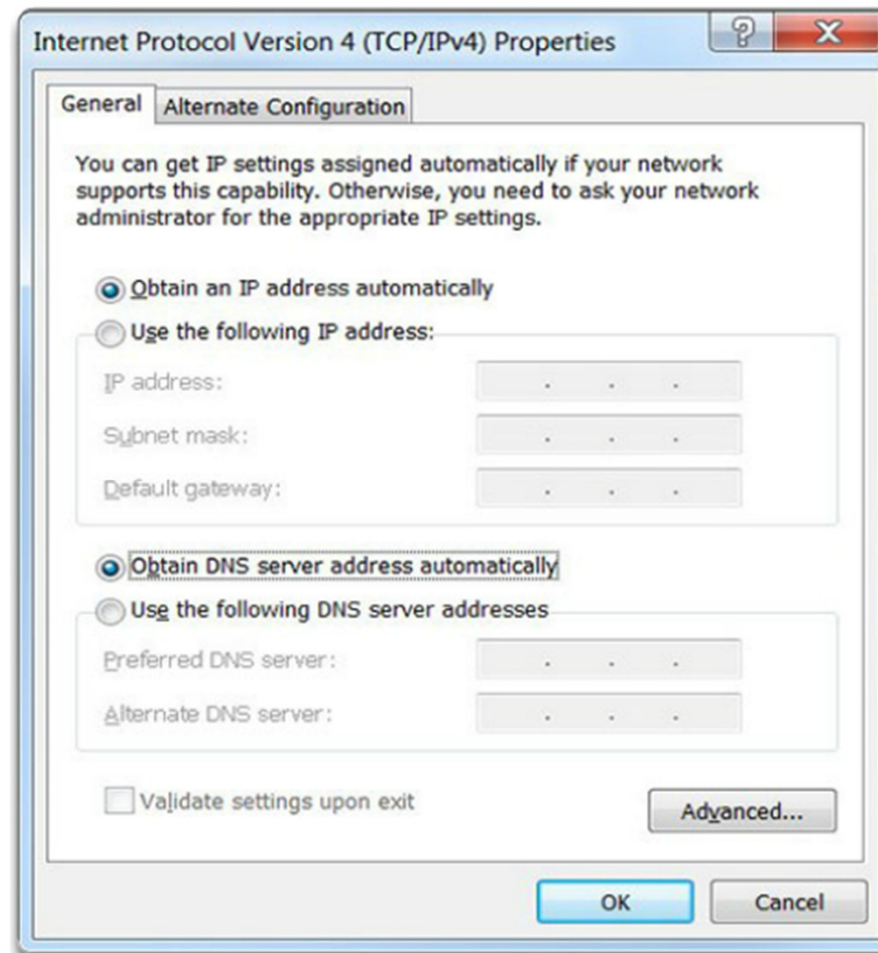 Internet Protocol Version 4 (TCP/IPv4) Properties
General
Alternate Configuration
You can get IP settings assigned automatically if your network
supports this capability. Otherwise, you need to ask your network
administrator for the appropriate IP settings.
Obtain an IP address automatically
Use the following IP address:
IP address:
Subnet mask:
Default gateway:
Obtain DNS server address automatically
Use the following DNS server addresses
Preferred DNS server:
Alternate DNS server:
Validate settings upon exit
Advanced...
OK
Cancel